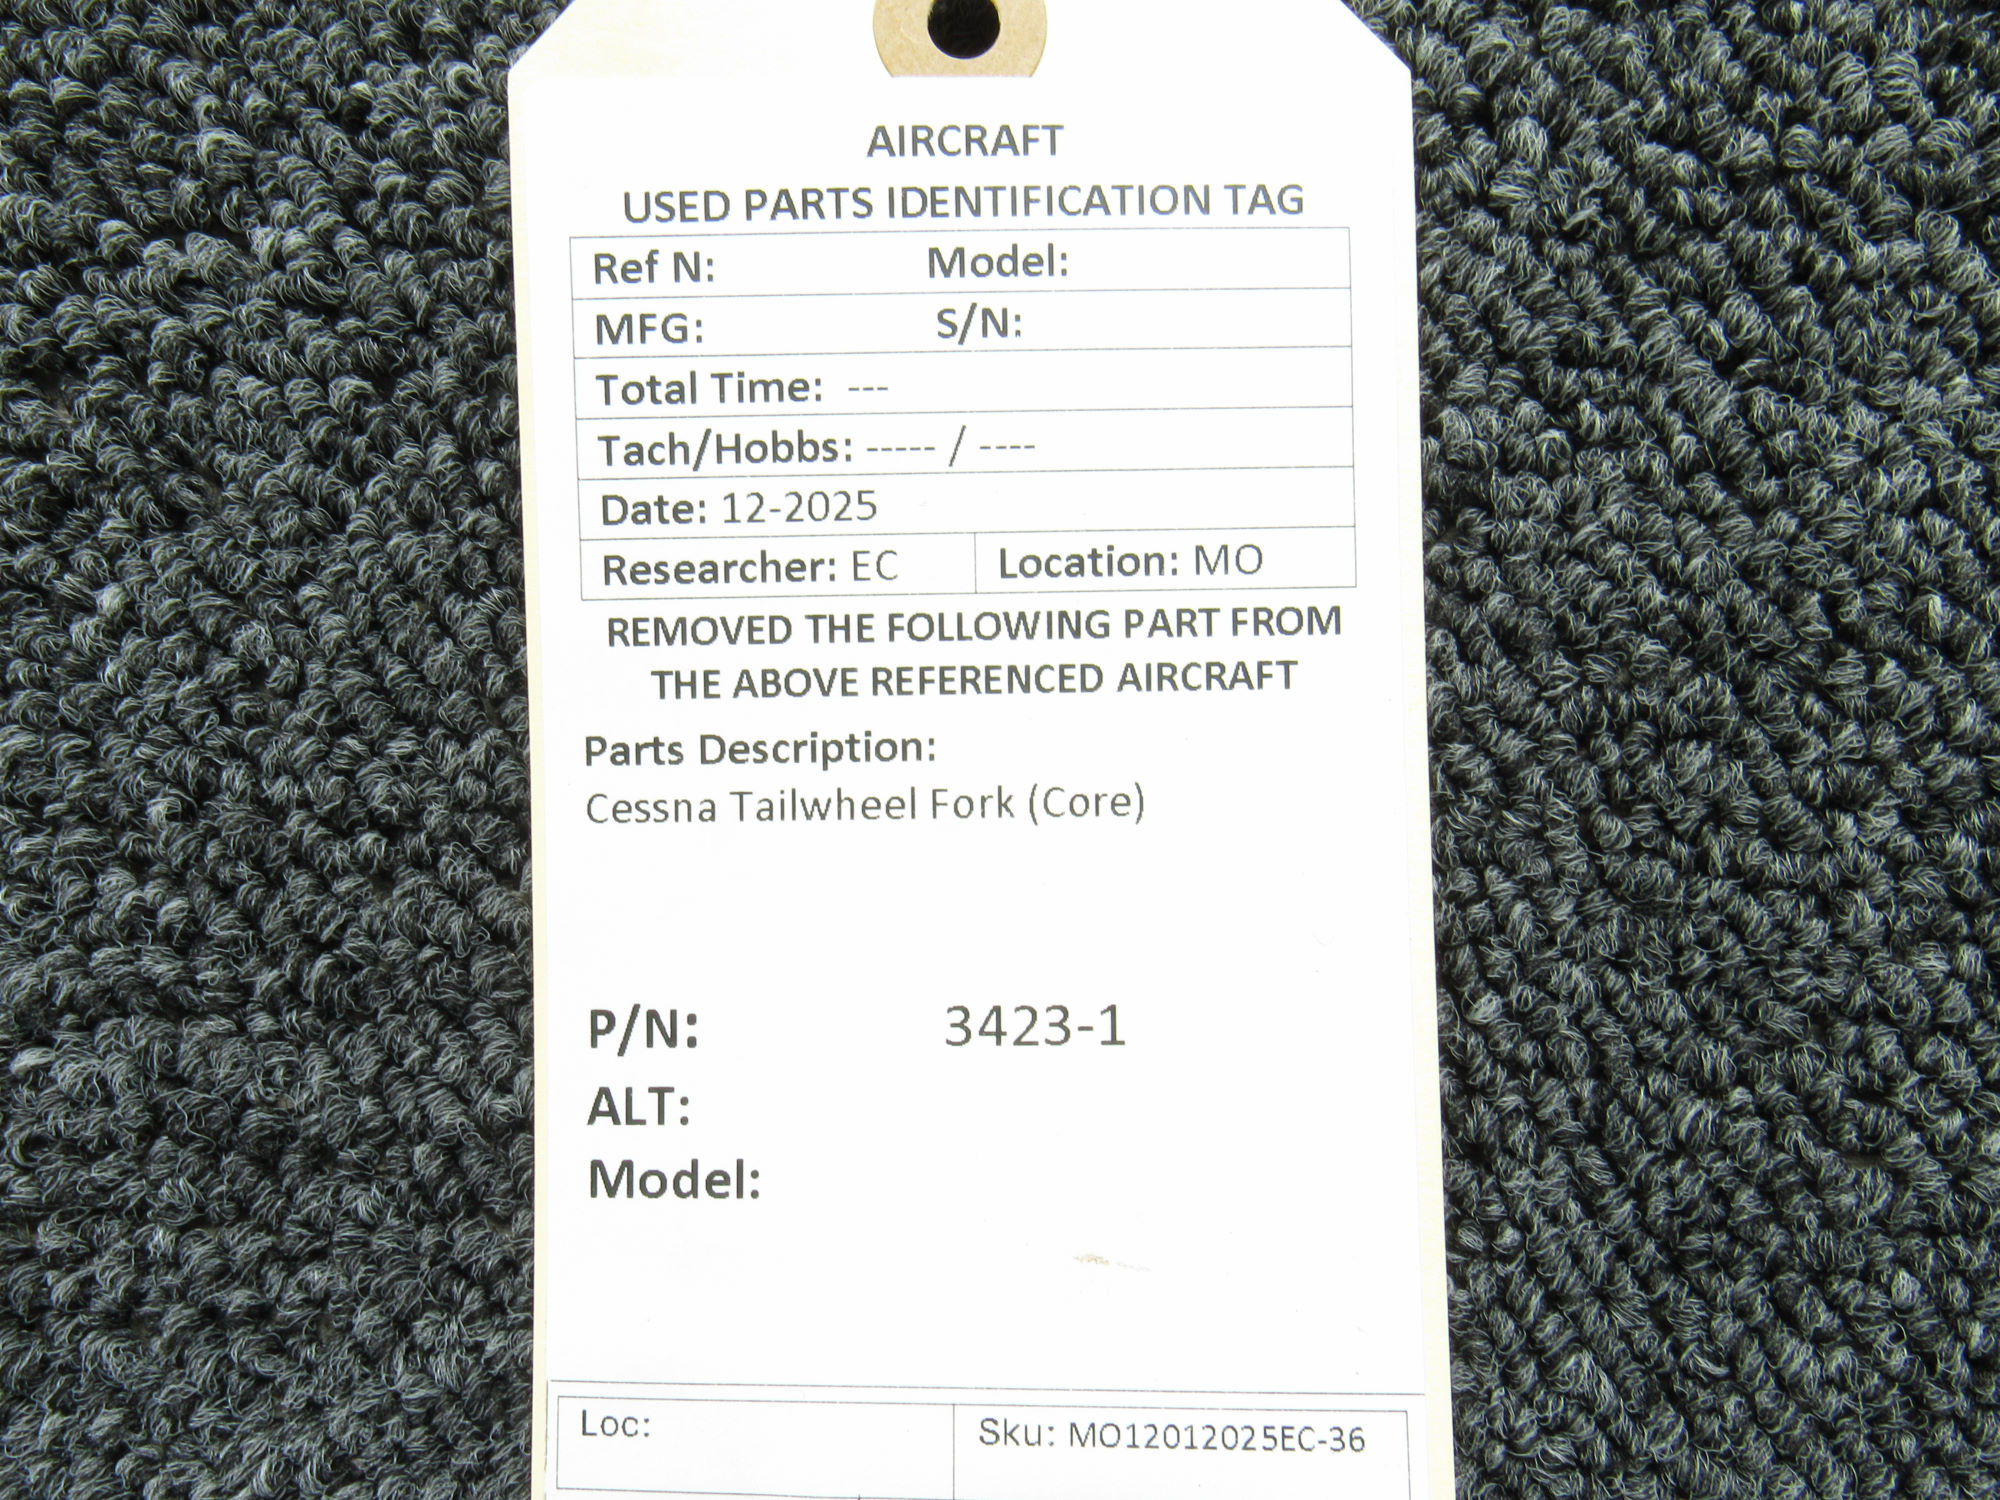 AIRCRAFT
USED PARTS IDENTIFICATION TAG
Ref N: Model:
MFG: S/N:
Total Time: ---
Tach/Hobbs: ----- / ----
Date: 12-2025
Researcher: EC Location: MO
REMOVED THE FOLLOWING PART FROM
THE ABOVE REFERENCED AIRCRAFT
Parts Description:
Cessna Tailwheel Fork (Core)
P/N: 3423-1
ALT:
Model:
Loc: Sku: MO12012025EC-36